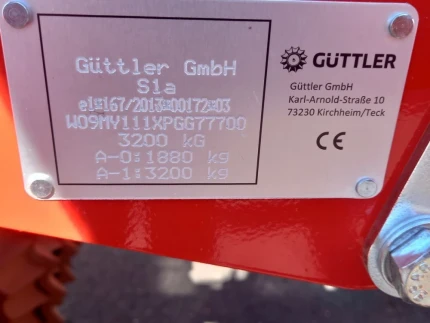 Güttler GmbH
S1a
e1*167/2013*00172*03
W09MV111XPGG77700
3200 kG
A-0:1880 kg
A-1:3200 kg
GÜTTLER
Güttler GmbH
Karl-Arnold-Straße 10
73230 Kirchheim/Teck
CE